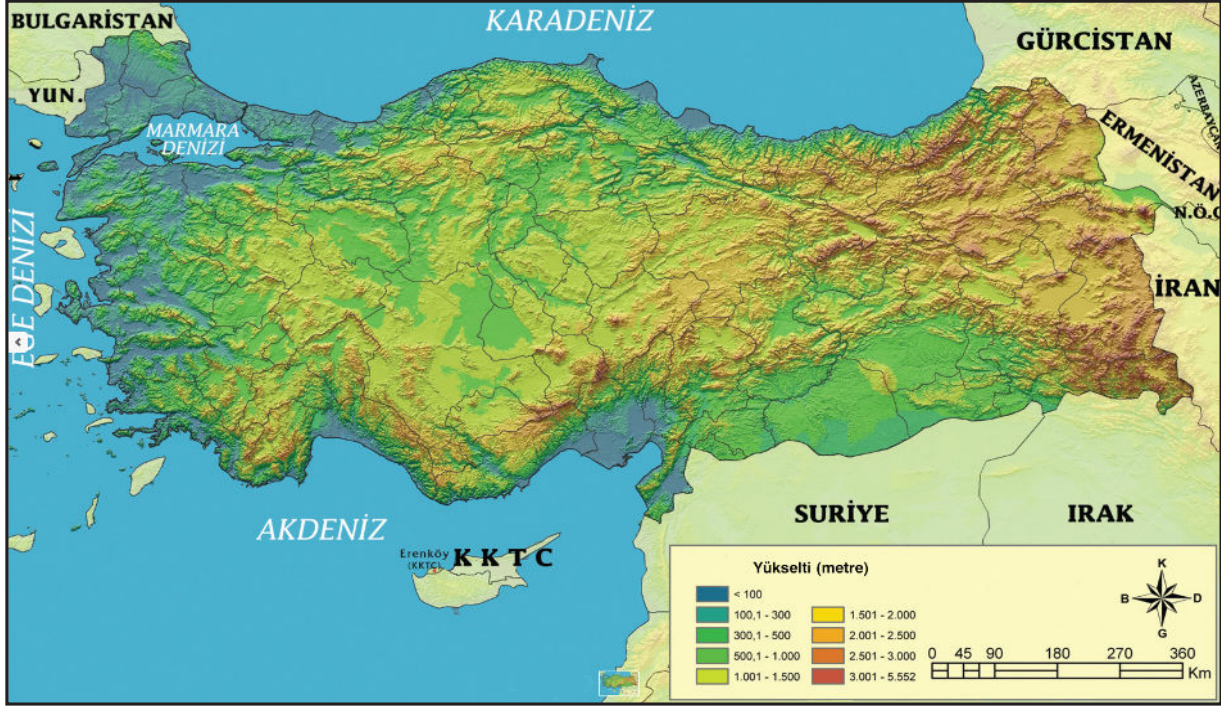 BULGARİSTAN
KARADENİZ
GÜRCİSTAN
YUN.
AZERBAYCAN
MARMARA
DENİZİ
ERMENİSTAN
N.Ö.C
EGE DENİZİ
İRAN
SURİYE
IRAK
AKDENİZ
Erenköy
(KKTC)
K K T C
Yükselti (metre)
< 100
100,1 - 300
300,1 - 500
500,1 - 1.000
1.001 - 1.500
1.501 - 2.000
2.001 - 2.500
2.501 - 3.000
3.001 - 5.552
K
B D
G
0 45 90 180 270 360
Km